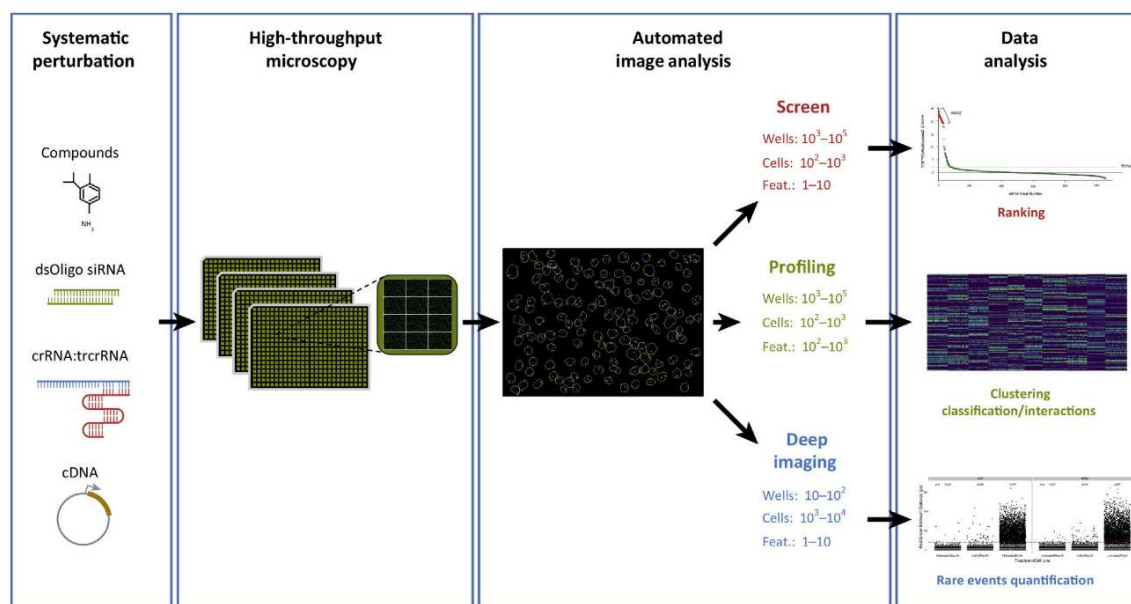 Systematic
perturbation
High-throughput
microscopy
Automated
image analysis
Data
analysis
Compounds
NH
dsOligo siRNA
crRNA:trcrRNA
cDNA
Screen
Wells: 10³–10⁵
Cells: 10²–10³
Feat.: 1–10
Profiling
Wells: 10³–10⁵
Cells: 10²–10³
Feat.: 10²–10³
Deep
imaging
Wells: 10–10²
Cells: 10³–10⁴
Feat.: 1–10
Ranking
Clustering
classification/interactions
Rare events quantification